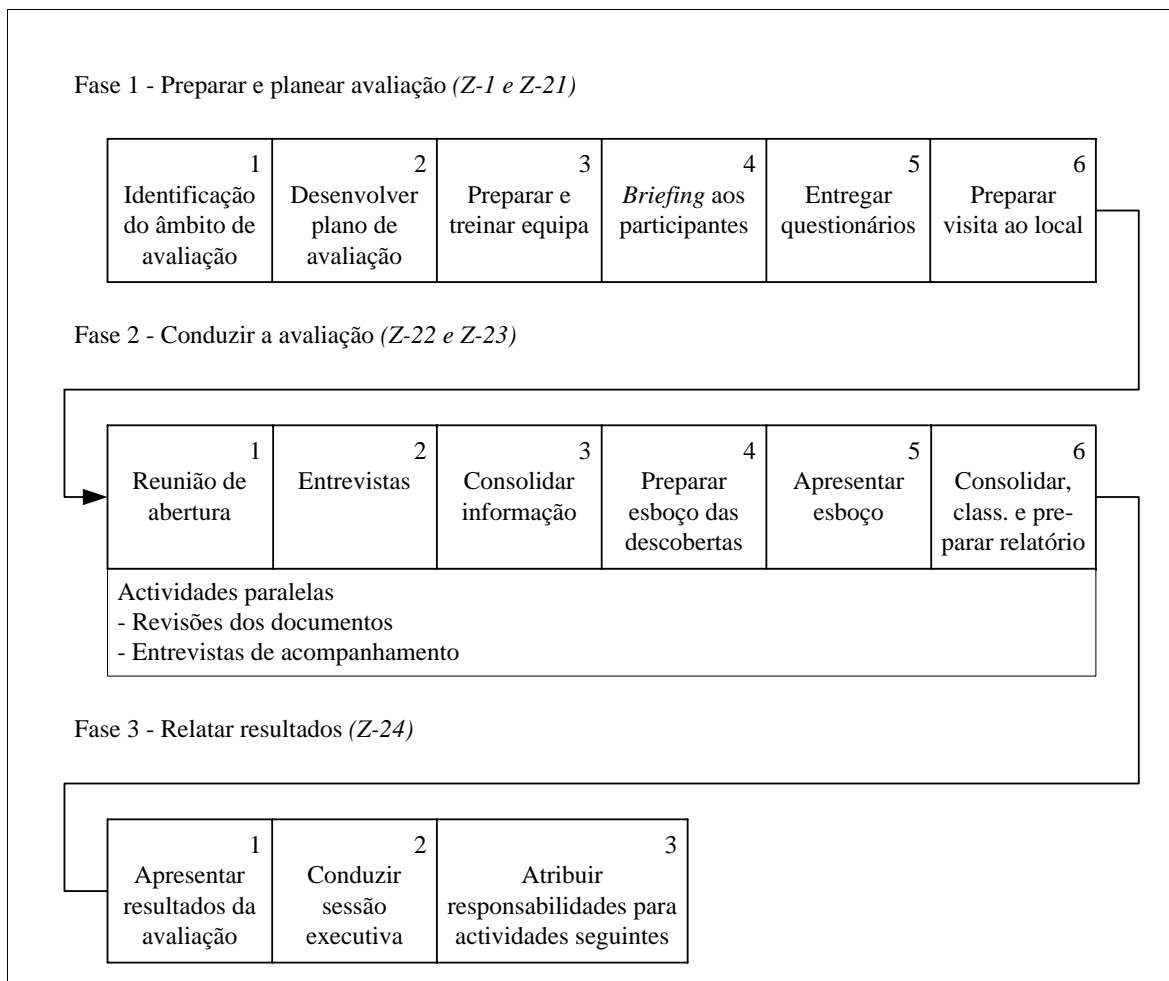 Fase 1 - Preparar e planear avaliação (Z-1 e Z-21)
1
Identificação
do âmbito de
avaliação
2
Desenvolver
plano de
avaliação
3
Preparar e
treinar equipa
4
Briefing aos
participantes
5
Entregar
questionários
6
Preparar
visita ao local
Fase 2 - Conduzir a avaliação (Z-22 e Z-23)
1
Reunião de
abertura
2
Entrevistas
3
Consolidar
informação
4
Preparar
esboço das
descobertas
5
Apresentar
esboço
6
Consolidar,
class. e pre-
parar relatório
Actividades paralelas
- Revisões dos documentos
- Entrevistas de acompanhamento
Fase 3 - Relatar resultados (Z-24)
1
Apresentar
resultados da
avaliação
2
Conduzir
sessão
executiva
3
Atribuir
responsabilidades para
actividades seguintes